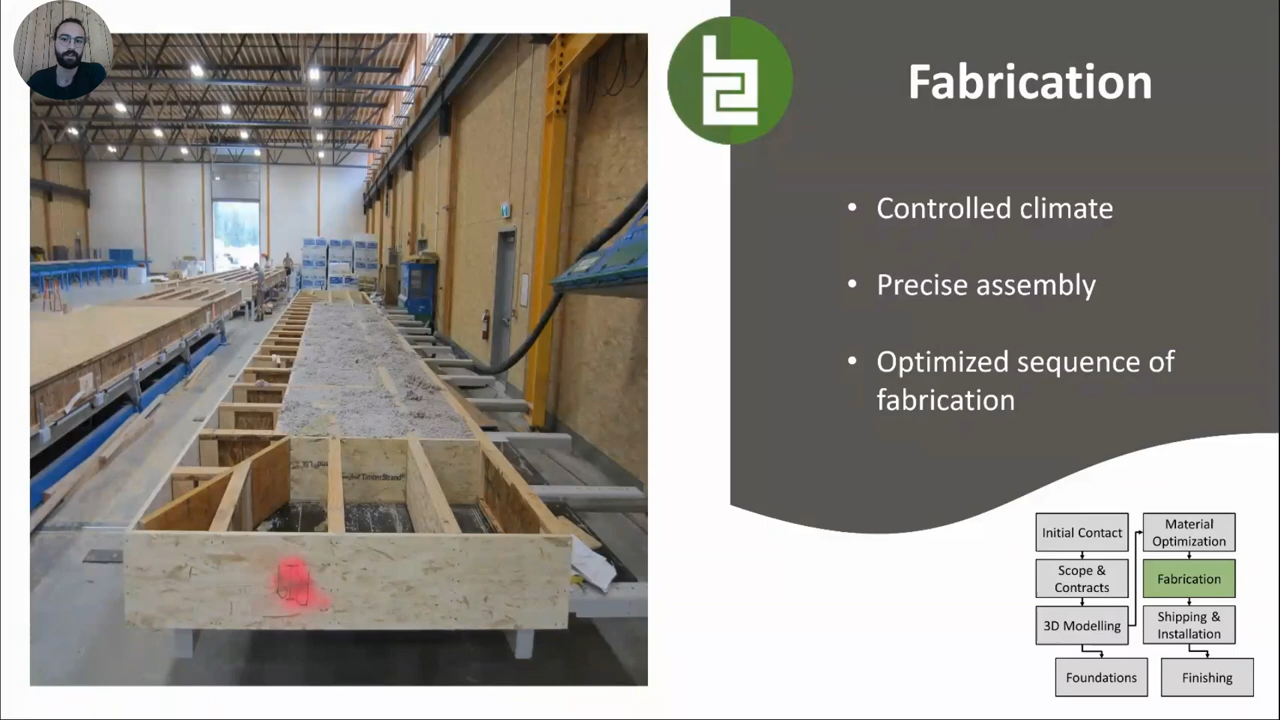 Fabrication
• Controlled climate
• Precise assembly
• Optimized sequence of
fabrication
TimberStrand
Initial Contact
Scope &
Contracts
3D Modelling
Foundations
Material
Optimization
Fabrication
Shipping &
Installation
Finishing